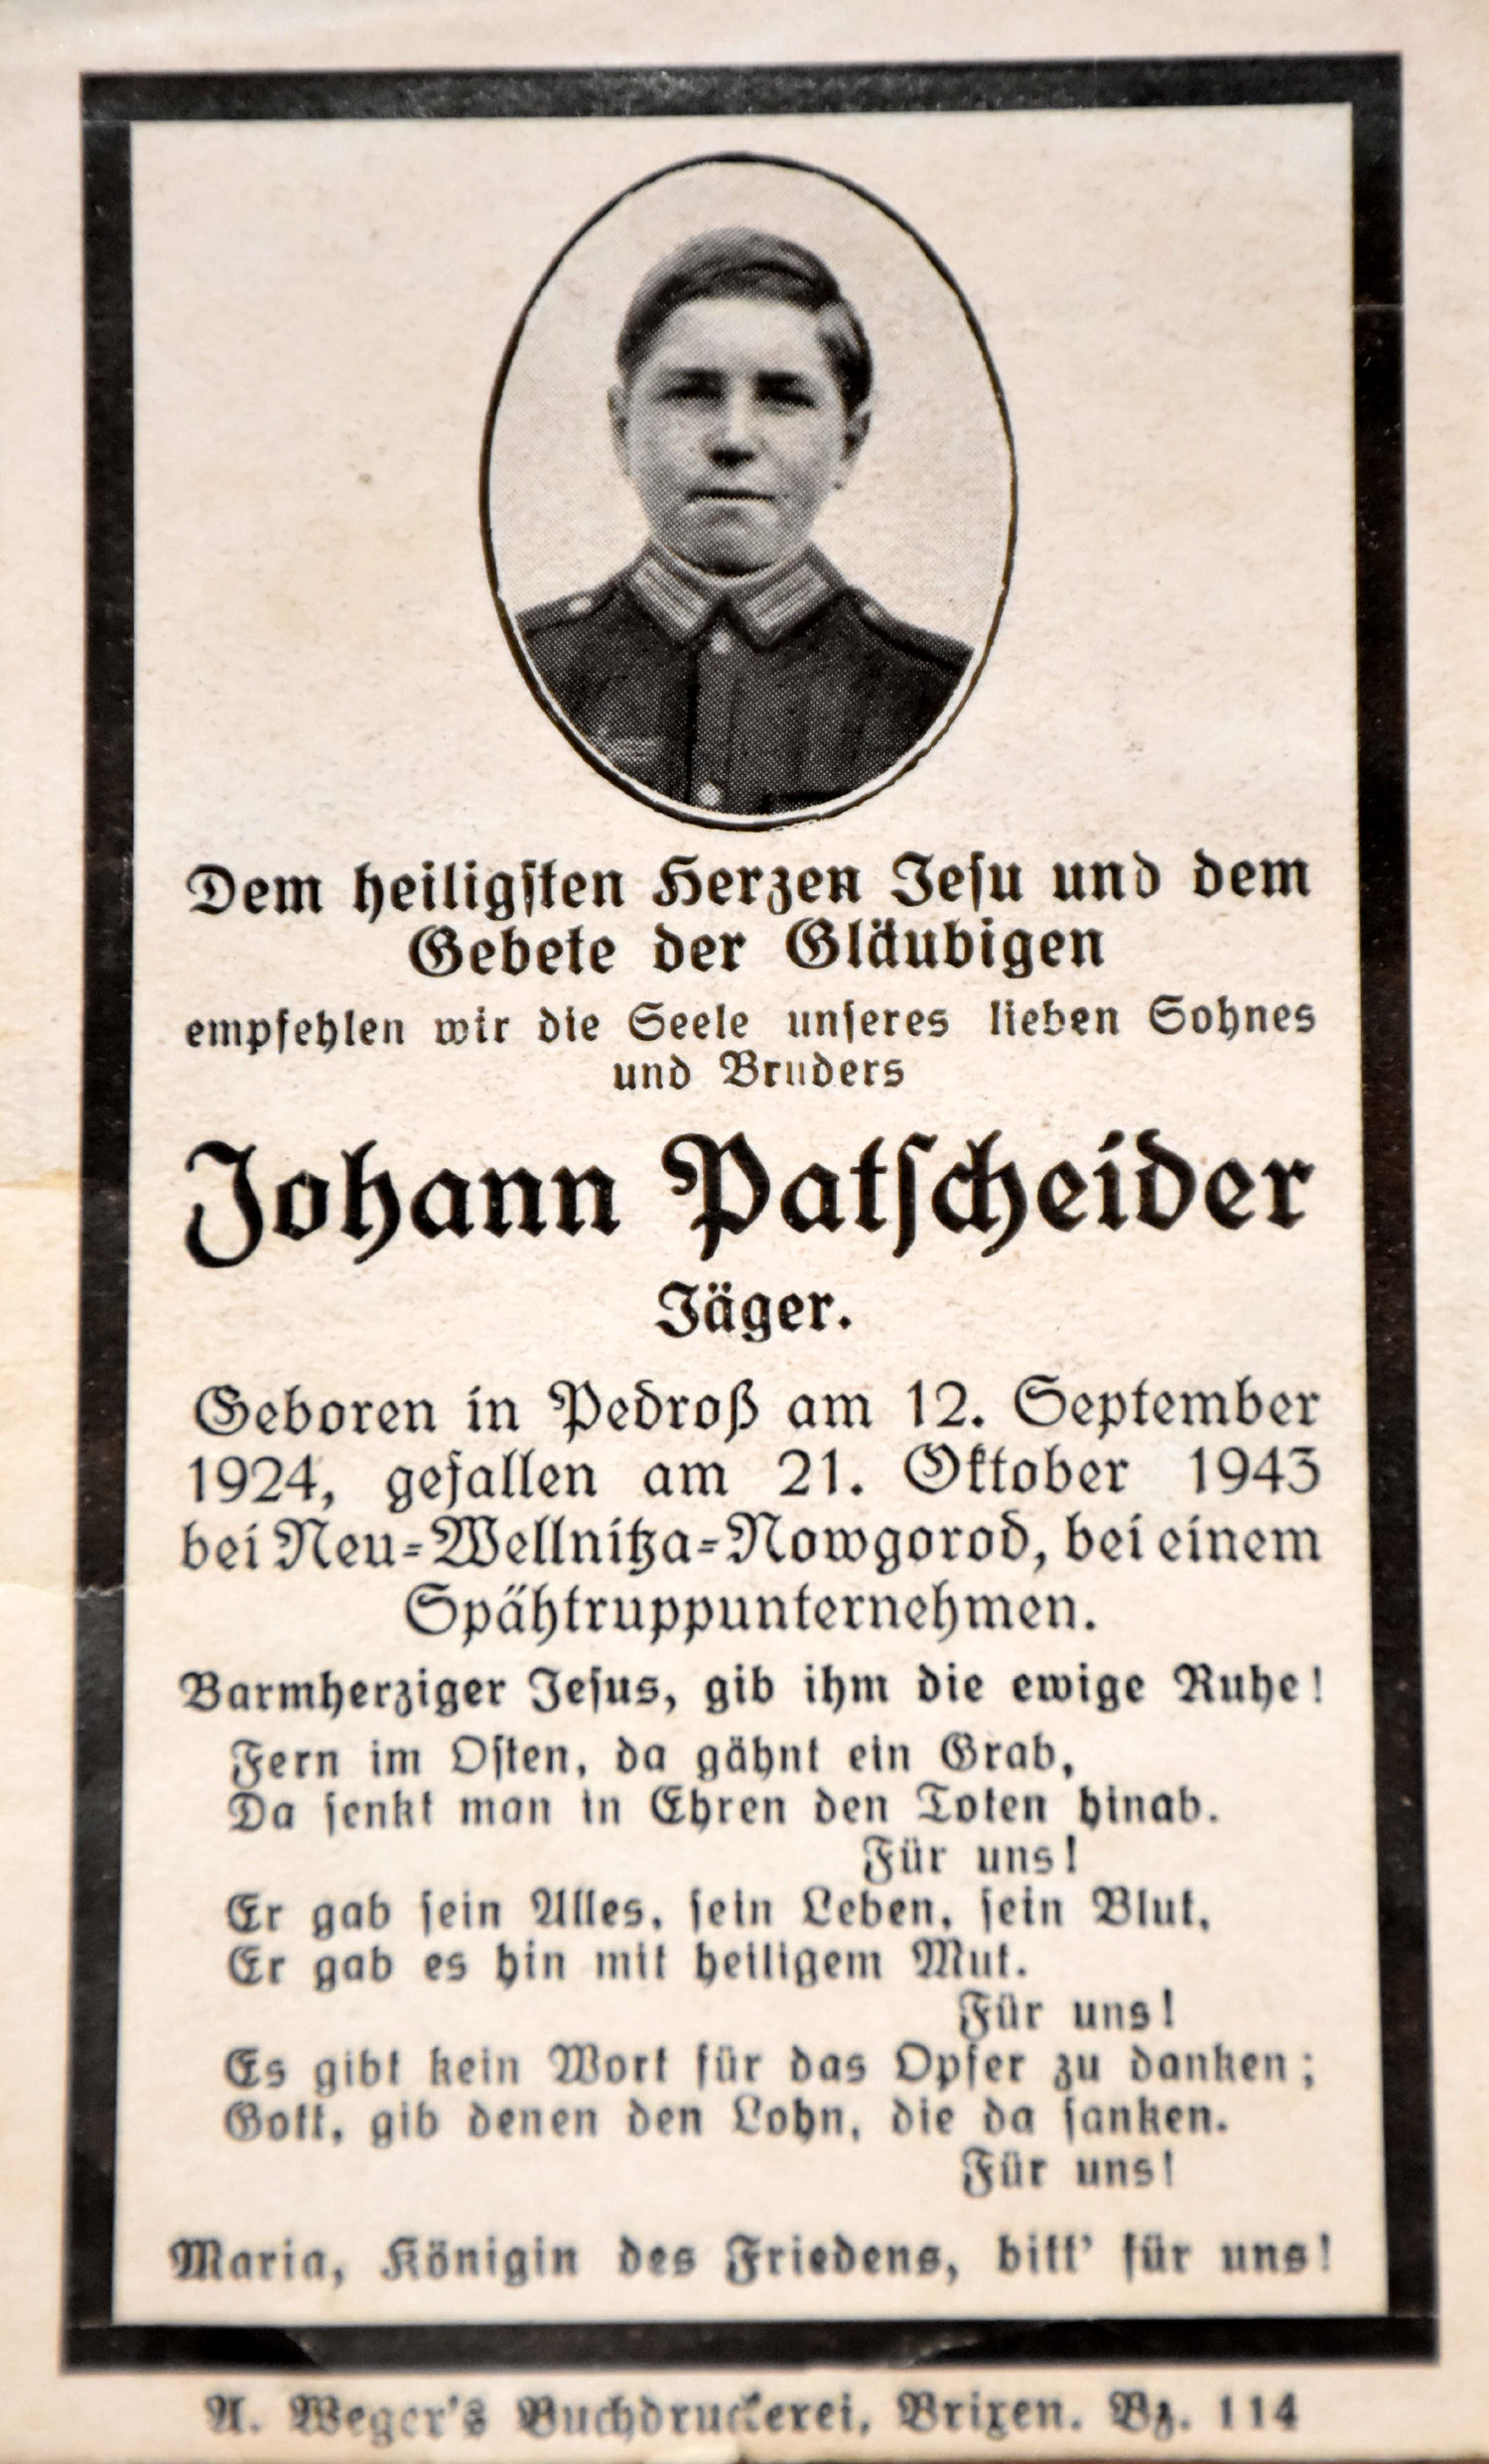 Dem heiligsten Herzen Jesu und dem
Gebete der Gläubigen
empfehlen wir die Seele unseres lieben Sohnes
und Bruders
Johann Patscheider
Jäger.
Geboren in Pedroß am 12. September
1924, gefallen am 21. Oktober 1943
bei Neu-Wellnitza-Nowgorod, bei einem
Spähtruppunternehmen.
Barmherziger Jesus, gib ihm die ewige Ruhe!
Fern im Osten, da gähnt ein Grab,
Da senkt man in Ehren den Toten hinab.
Für uns!
Er gab sein Alles, sein Leben, sein Blut,
Er gab es hin mit heiligem Mut.
Für uns!
Es gibt kein Wort für das Opfer zu danken;
Gott, gib denen den Lohn, die da sanken.
Für uns!
Maria, Königin des Friedens, bitt' für uns!
A. Weger's Buchdruckerei, Brixen. Bz. 114